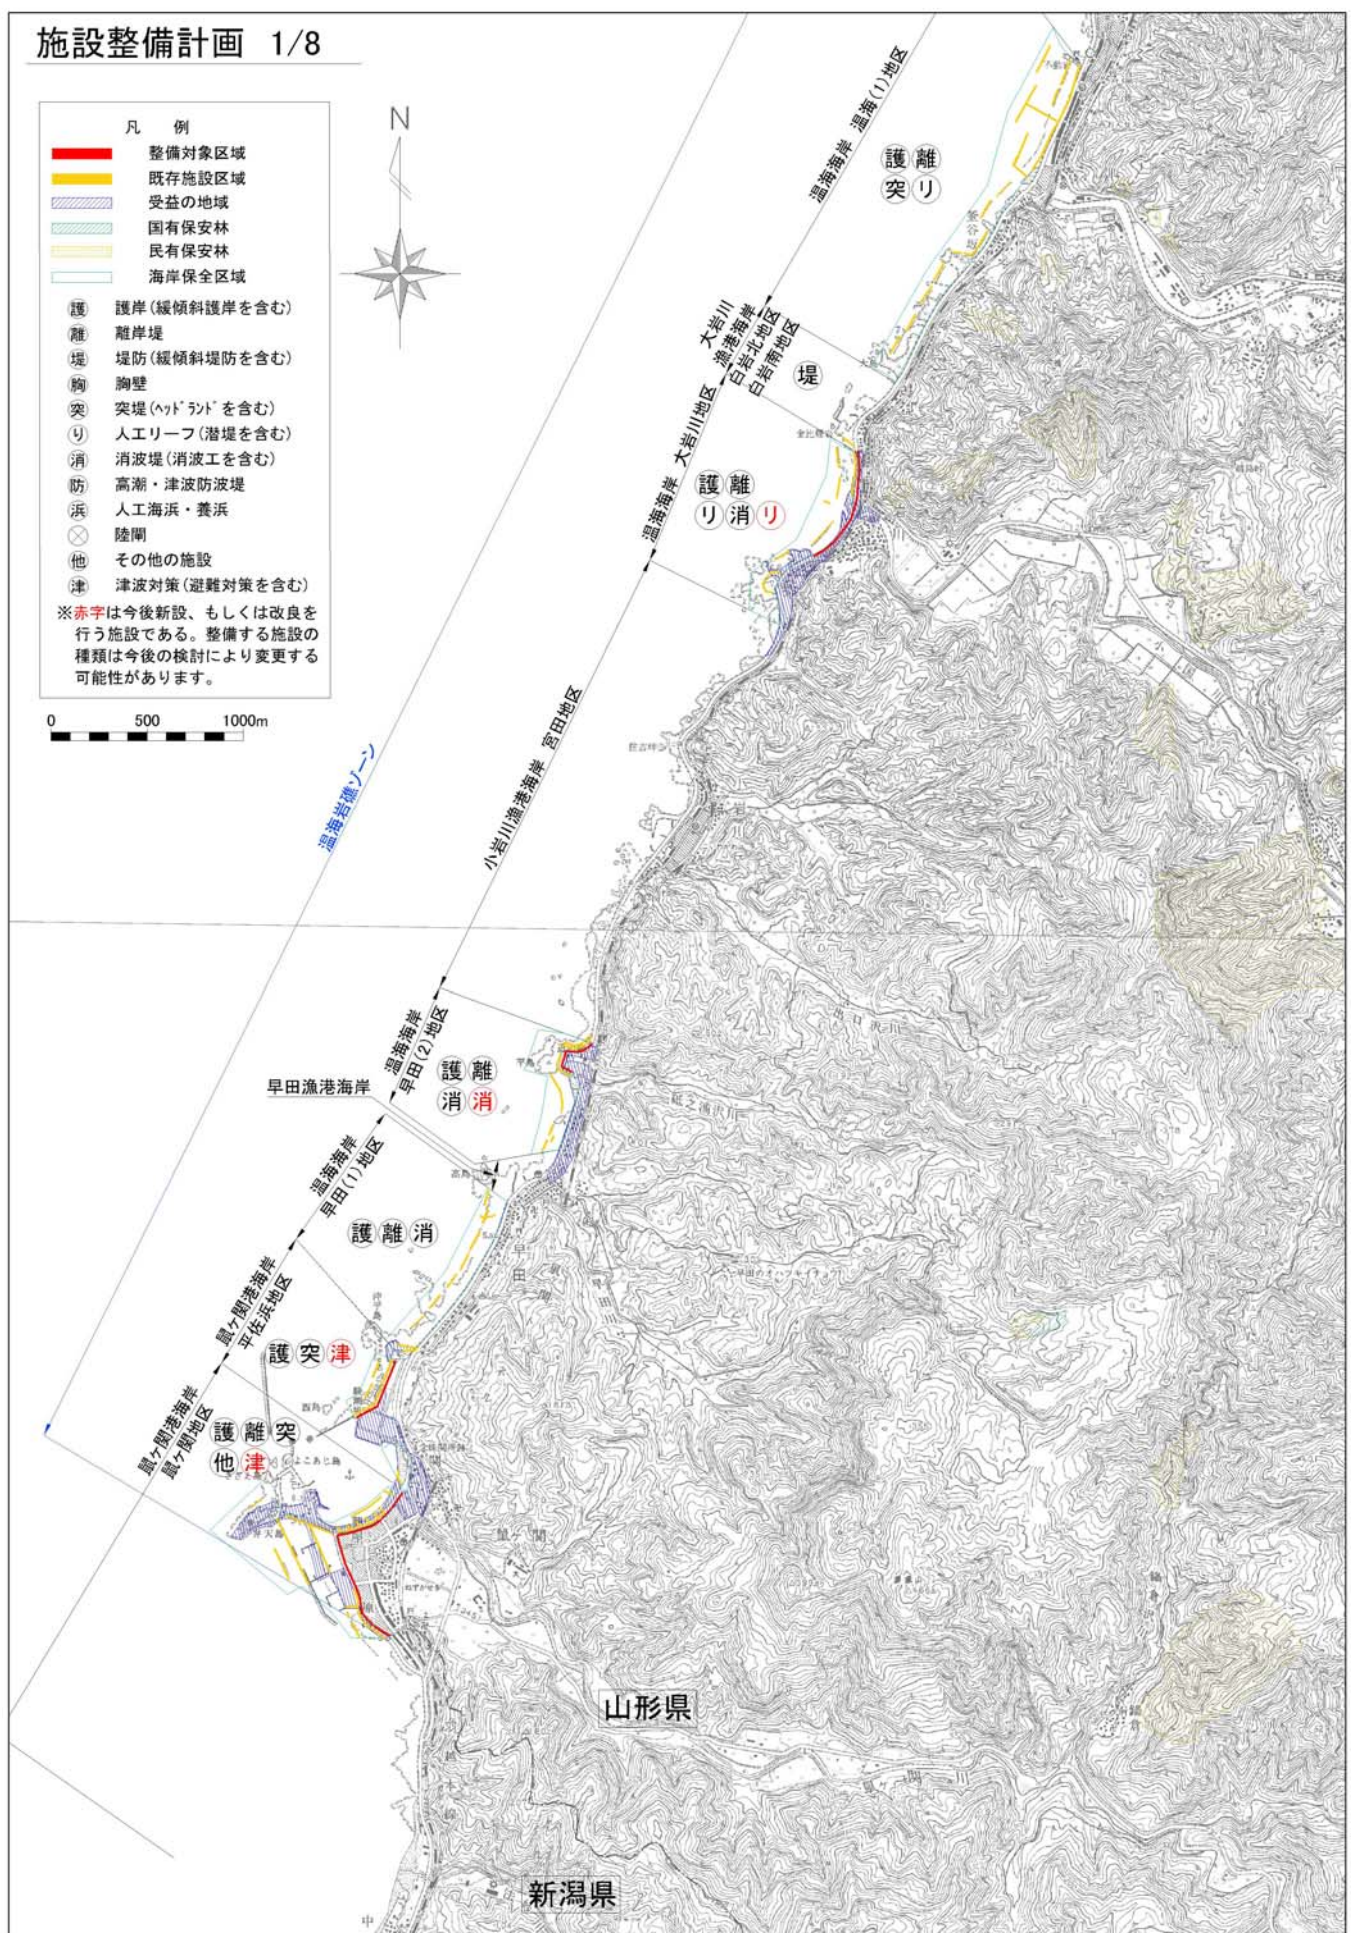 施設整備計画 1/8
凡 例
整備対象区域
既存施設区域
受益の地域
国有保安林
民有保安林
海岸保全区域
護 護岸(緩傾斜護岸を含む)
離 離岸堤
堤 堤防(緩傾斜堤防を含む)
胸 胸壁
突 突堤(ヘッドランドを含む)
り 人工リーフ(潜堤を含む)
消 消波堤(消波工を含む)
防 高潮・津波防波堤
浜 人工海浜・養浜
陸閘
他 その他の施設
津 津波対策(避難対策を含む)
※赤字は今後新設、もしくは改良を
行う施設である。整備する施設の
種類は今後の検討により変更する
可能性があります。
0 500 1000m
N
温海海岸 温海(1)地区
護離
突リ
釜谷坂
大岩川
漁港海岸
白岩北地区
白岩南地区
堤
温海海岸 大岩川地区
護離
リ消リ
小岩川漁港海岸 宮田地区
温海岩礁ゾーン
温海海岸
早田(2)地区
護離
消消
早田漁港海岸
温海海岸
早田(1)地区
護離消
鼠ヶ関港海岸
平佐浜地区
護突津
鼠ヶ関港海岸
鼠ヶ関地区
護離突
他津
早田
弁天島
山形県
新潟県